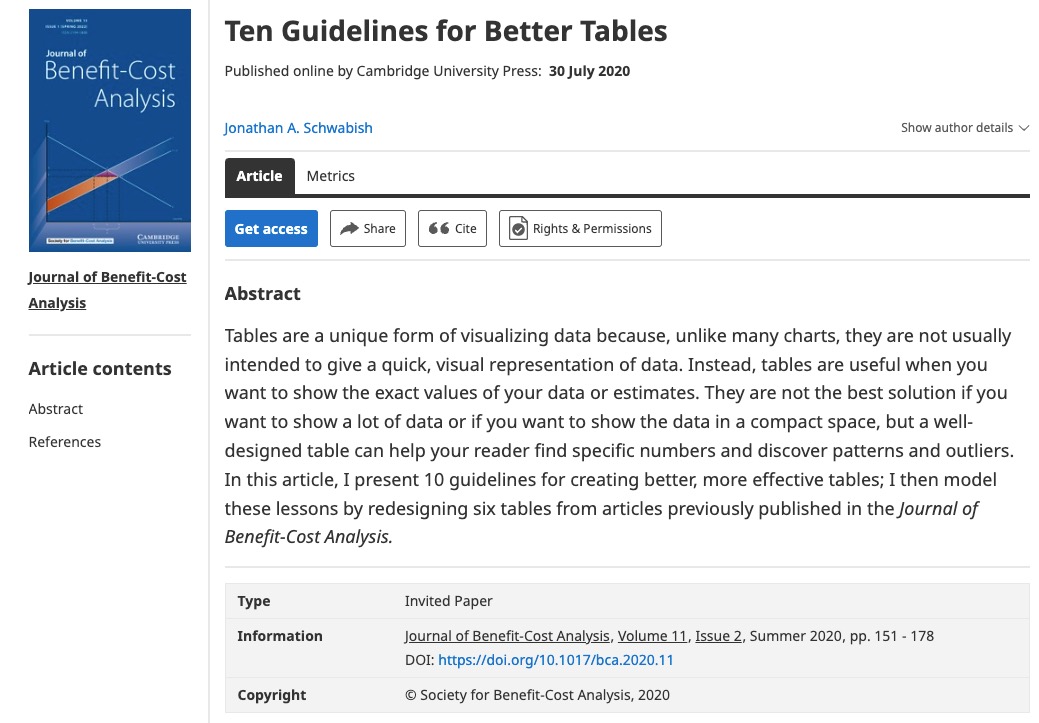 Journal of
Benefit-Cost
Analysis
CAMBRIDGE
UNIVERSITY PRESS
Journal of Benefit-Cost
Analysis
Article contents
Abstract
References
Ten Guidelines for Better Tables
Published online by Cambridge University Press: 30 July 2020
Jonathan A. Schwabish
Show author details
Article Metrics
Get access Share Cite Rights & Permissions
Abstract
Tables are a unique form of visualizing data because, unlike many charts, they are not usually
intended to give a quick, visual representation of data. Instead, tables are useful when you
want to show the exact values of your data or estimates. They are not the best solution if you
want to show a lot of data or if you want to show the data in a compact space, but a well-
designed table can help your reader find specific numbers and discover patterns and outliers.
In this article, I present 10 guidelines for creating better, more effective tables; I then model
these lessons by redesigning six tables from articles previously published in the Journal of
Benefit-Cost Analysis.
Type Invited Paper
Information Journal of Benefit-Cost Analysis, Volume 11, Issue 2, Summer 2020, pp. 151 - 178
DOI: https://doi.org/10.1017/bca.2020.11
Copyright © Society for Benefit-Cost Analysis, 2020